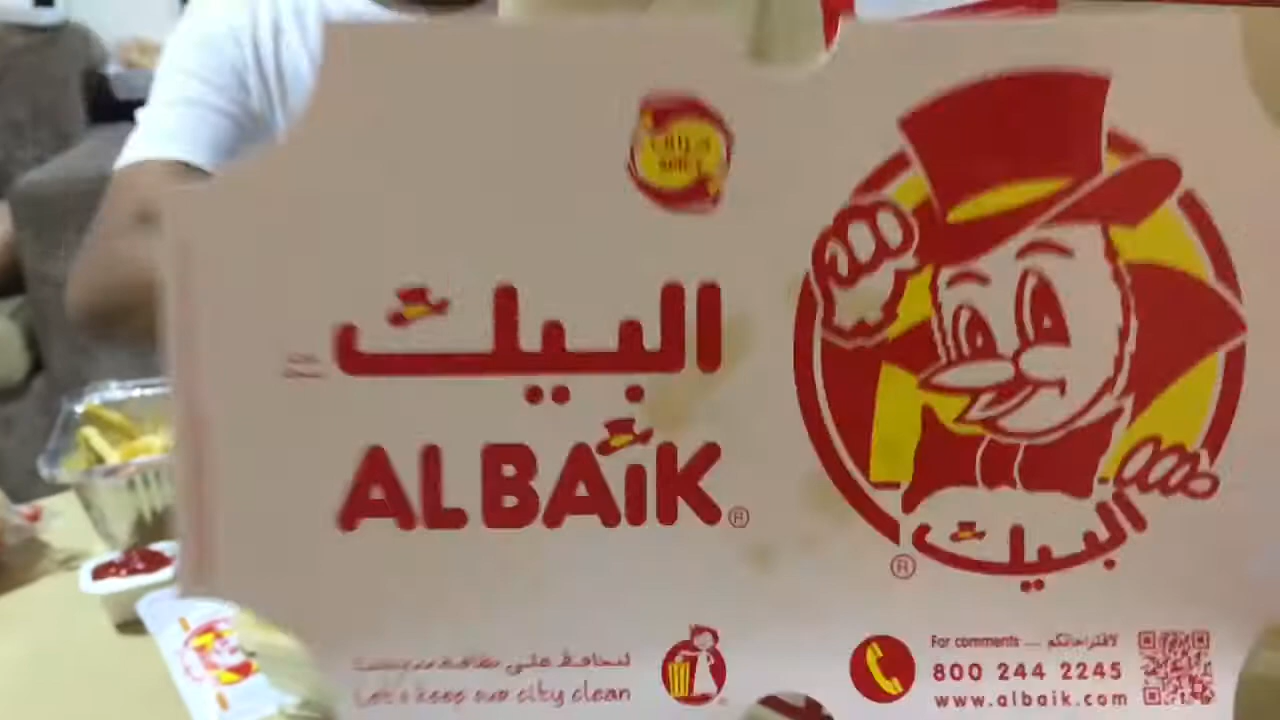 البيك
ALBAiK
®
البيك
®
لنحافظ على نظافة مدينتنا
Let's keep our city clean
For comments لاقتراحاتكم
800 244 2245
www.albaik.com